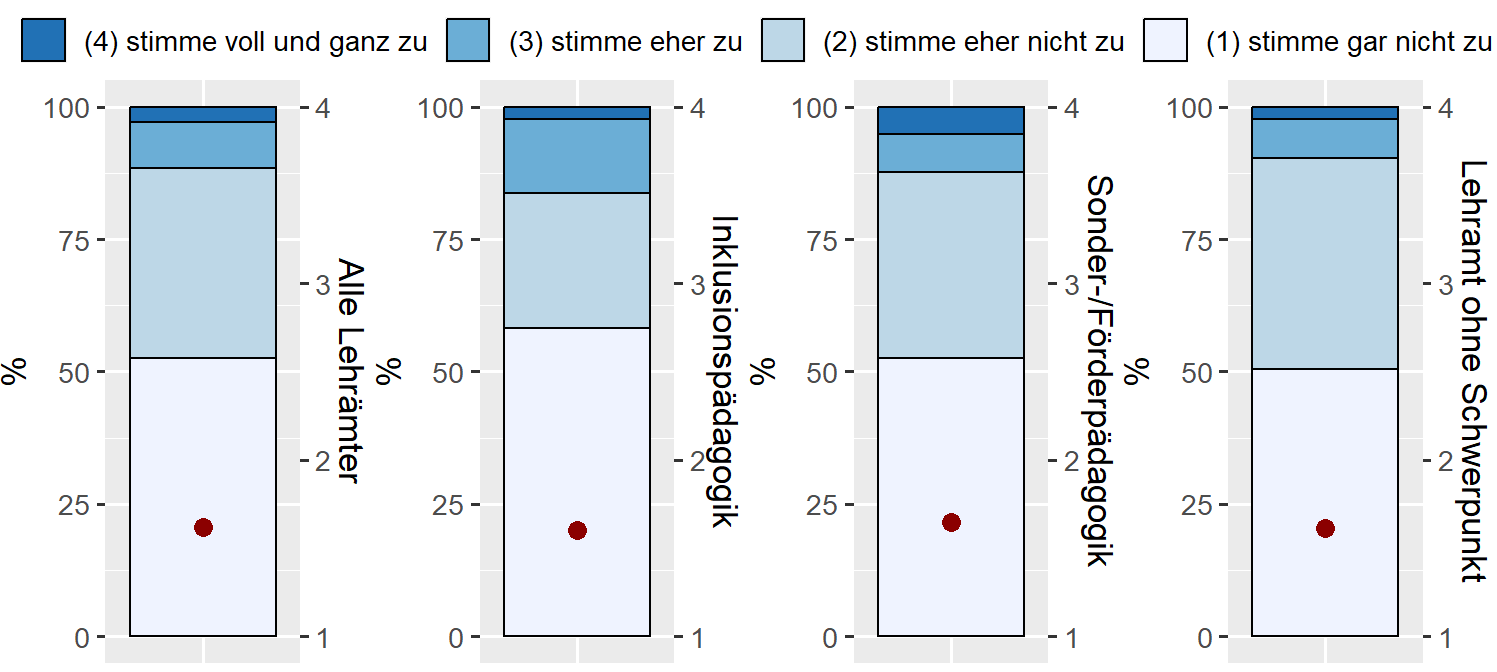 (4) stimme voll und ganz zu (3) stimme eher zu (2) stimme eher nicht zu (1) stimme gar nicht zu
100 4 100 4 100 4 100 4
75 75 75 75
3 3 3 3
% 50 % 50 % 50 % 50
2 2 2 2
25 25 25 25
0 1 0 1 0 1 0 1
Alle Lehrämter
Inklusionspädagogik
Sonder-/Förderpädagogik
Lehramt ohne Schwerpunkt